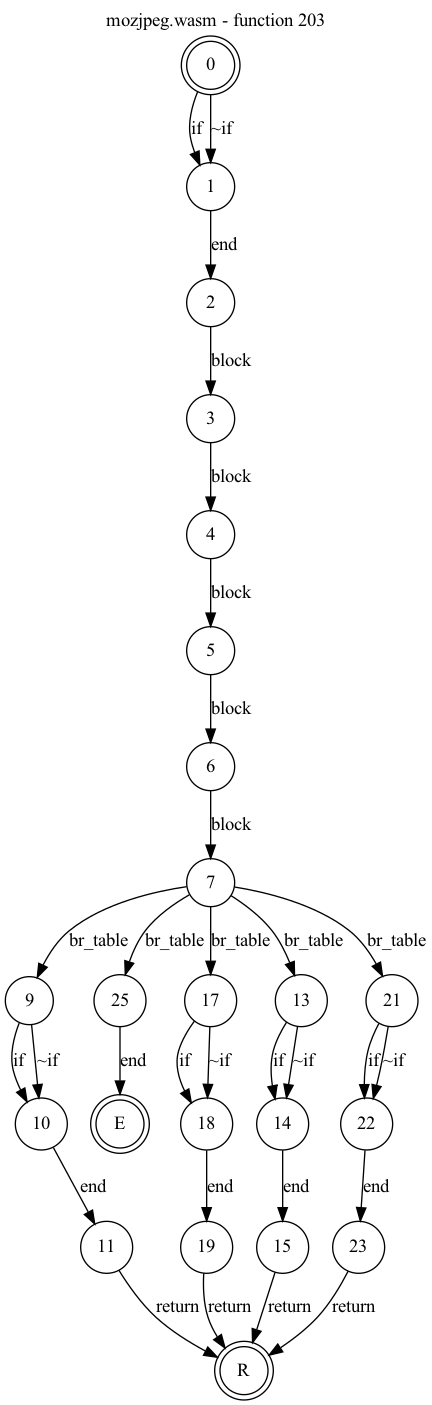 mozjpeg.wasm - function 203
0
if ~if
1
end
2
block
3
block
4
block
5
block
6
block
7
br_table br_table br_table br_table br_table
9 25 17 13 21
if ~if end if ~if if ~if if ~if
10 E 18 14 22
end end end end
11 19 15 23
return return return return
R